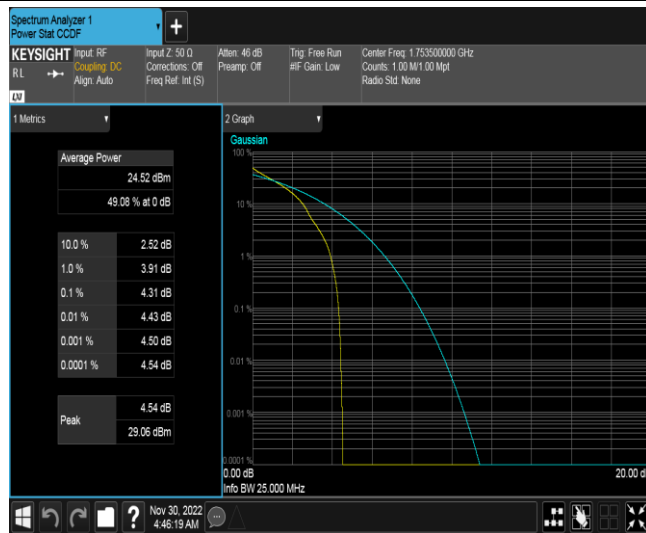 Spectrum Analyzer 1
Power Stat CCDF
+
KEYSIGHT
RL
LXI
Input: RF
Coupling: DC
Align: Auto
Input Z: 50 Ω
Corrections: Off
Freq Ref: Int (S)
Atten: 46 dB
Preamp: Off
Trig: Free Run
#IF Gain: Low
Center Freq: 1.753500000 GHz
Counts: 1.00 M/1.00 Mpt
Radio Std: None
1 Metrics
Average Power
24.52 dBm
49.08 % at 0 dB
10.0 % 2.52 dB
1.0 % 3.91 dB
0.1 % 4.31 dB
0.01 % 4.43 dB
0.001 % 4.50 dB
0.0001 % 4.54 dB
Peak
4.54 dB
29.06 dBm
2 Graph
Gaussian
100 %
10 %
1 %
0.1 %
0.01 %
0.001 %
0.0001 %
0.00 dB 20.00 d
Info BW 25.000 MHz
?
Nov 30, 2022
4:46:19 AM